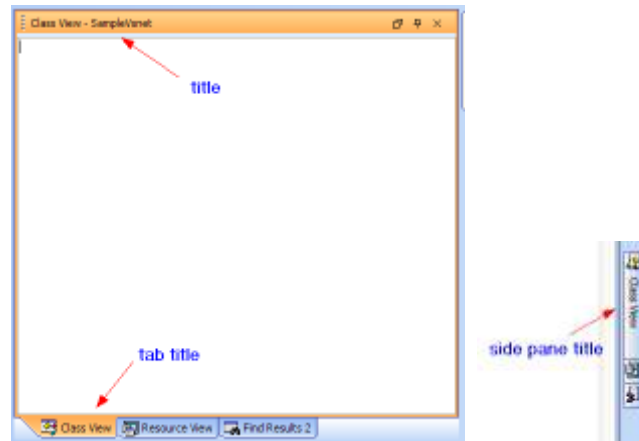 Class View - SampleVsnet
title
tab title
Class View Resource View Find Results 2
Class View
side pane title